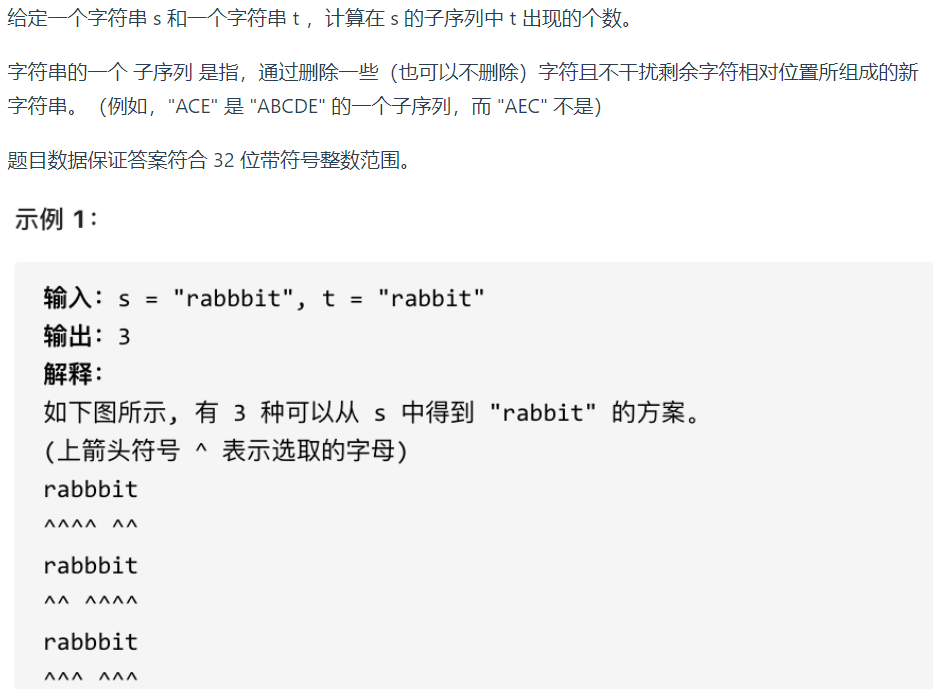 给定一个字符串 s 和一个字符串 t ，计算在 s 的子序列中 t 出现的个数。
字符串的一个 子序列 是指，通过删除一些（也可以不删除）字符且不干扰剩余字符相对位置所组成的新
字符串。（例如，"ACE" 是 "ABCDE" 的一个子序列，而 "AEC" 不是）
题目数据保证答案符合 32 位带符号整数范围。
示例 1：
输入：s = "rabbbit", t = "rabbit"
输出：3
解释：
如下图所示, 有 3 种可以从 s 中得到 "rabbit" 的方案。
(上箭头符号 ^ 表示选取的字母)
rabbbit
^^^^ ^^
rabbbit
^^ ^^^^
rabbbit
^^^ ^^^